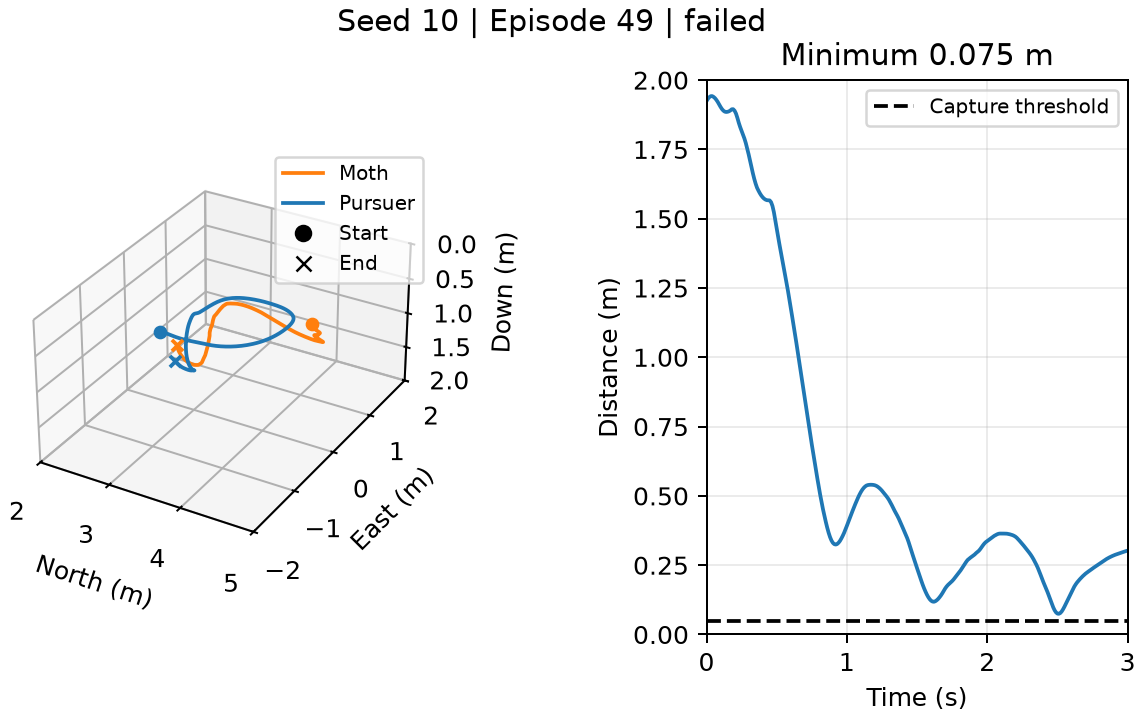 Seed 10 | Episode 49 | failed
Minimum 0.075 m
Moth
Pursuer
Start
End
0.0
0.5
1.0
1.5
2.0
Down (m)
2
1
0
−1
−2
East (m)
2
3
4
5
North (m)
Capture threshold
2.00
1.75
1.50
1.25
1.00
0.75
0.50
0.25
0.00
Distance (m)
0
1
2
3
Time (s)